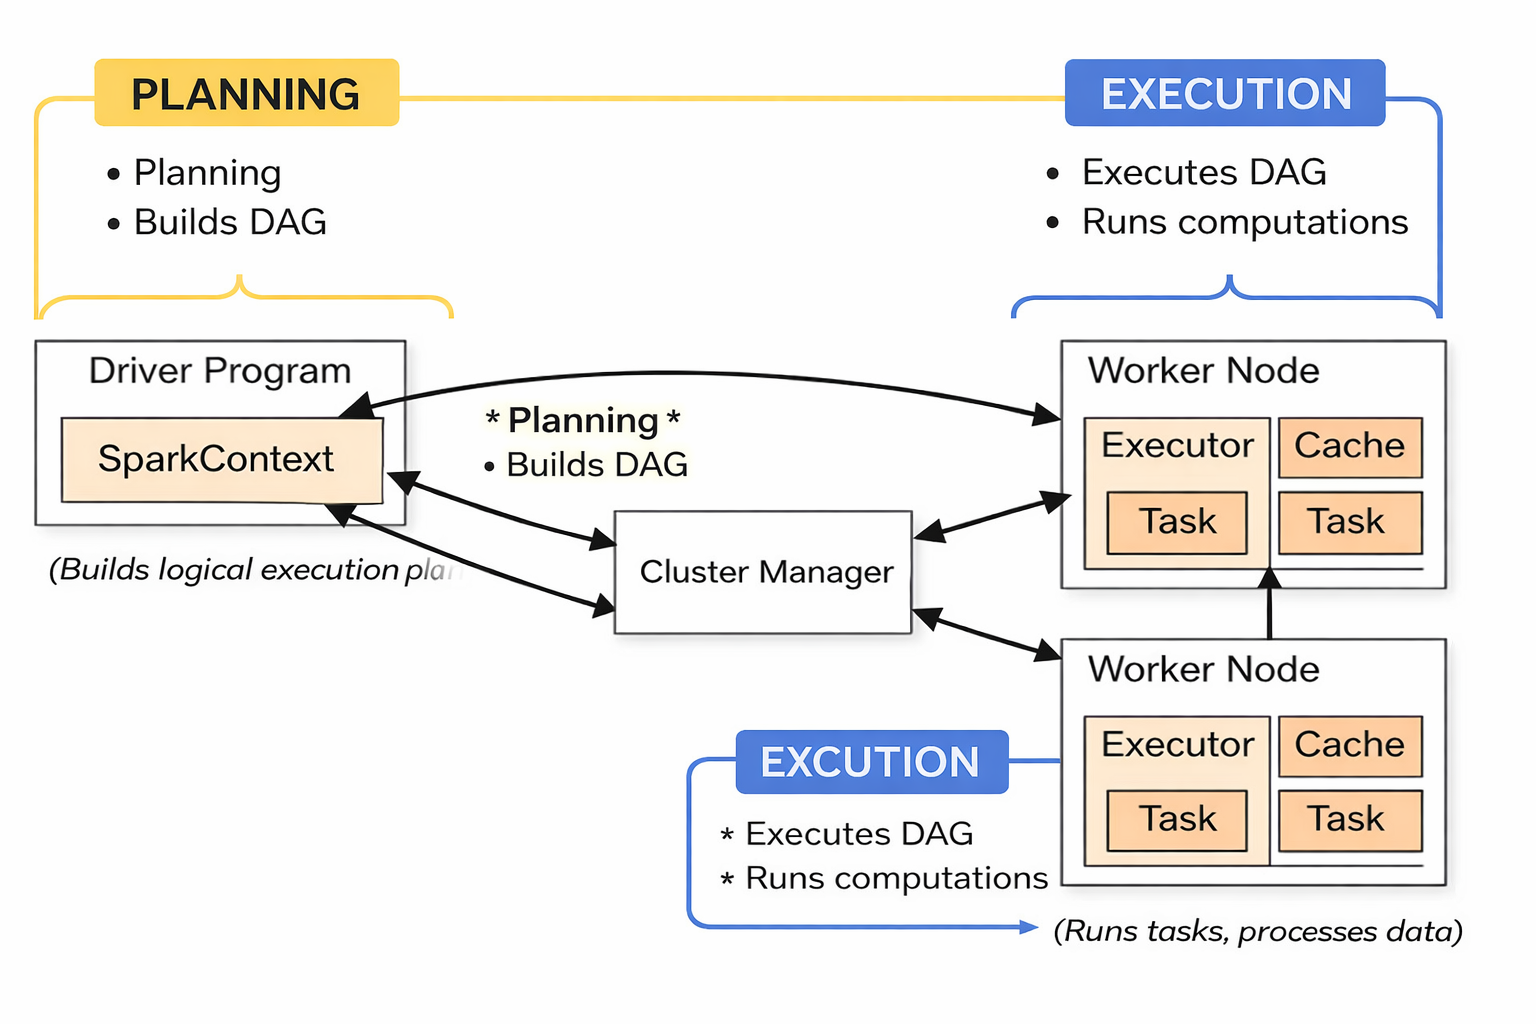 PLANNING
• Planning
• Builds DAG
EXECUTION
• Executes DAG
• Runs computations
Driver Program
SparkContext
(Builds logical execution plan
* Planning *
• Builds DAG
Cluster Manager
Worker Node
Executor
Cache
Task
Task
Worker Node
Executor
Cache
Task
Task
EXCUTION
* Executes DAG
* Runs computations
(Runs tasks, processes data)